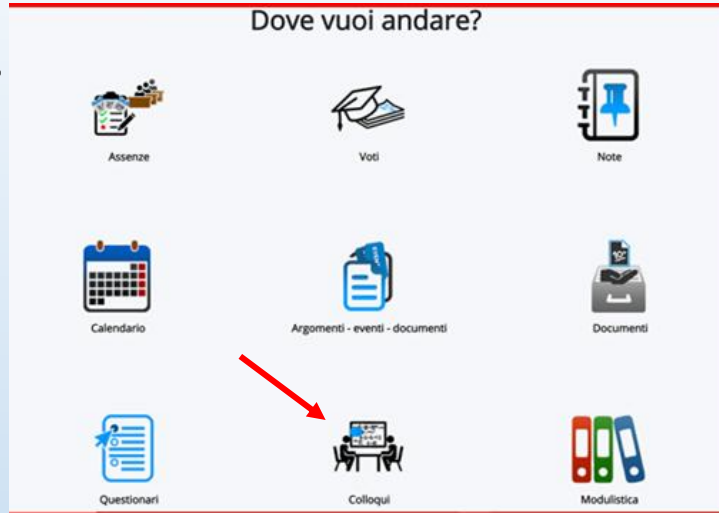 Dove vuoi andare?
Assenze
Voti
Note
Calendario
Argomenti - eventi - documenti
Documenti
Questionari
Colloqui
Modulistica